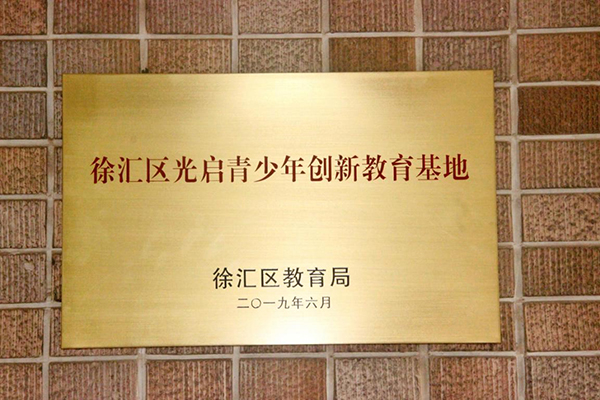 徐汇区光启青少年创新教育基地
徐汇区教育局
二〇一九年六月